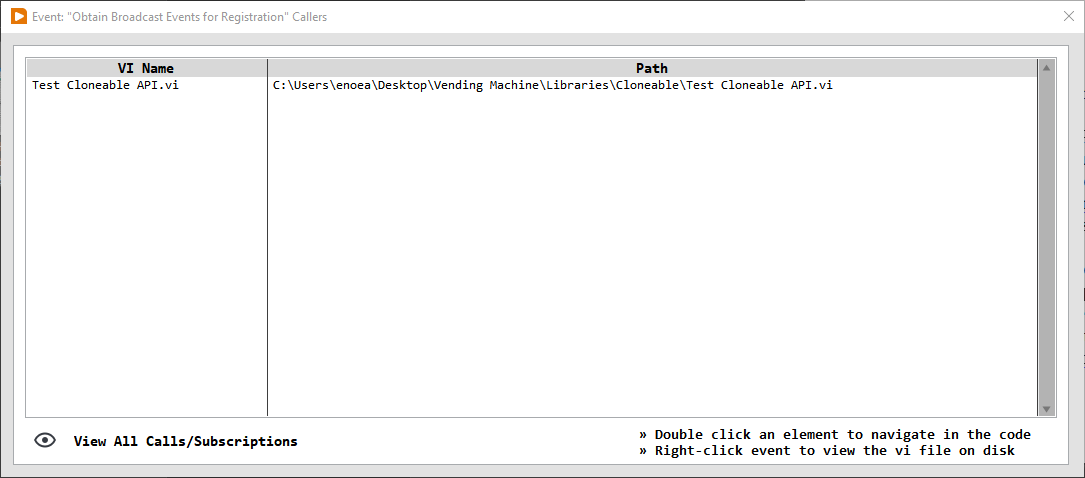 Event: "Obtain Broadcast Events for Registration" Callers
VI Name Path
Test Cloneable API.vi C:\Users\enoea\Desktop\Vending Machine\Libraries\Cloneable\Test Cloneable API.vi
View All Calls/Subscriptions
» Double click an element to navigate in the code
» Right-click event to view the vi file on disk